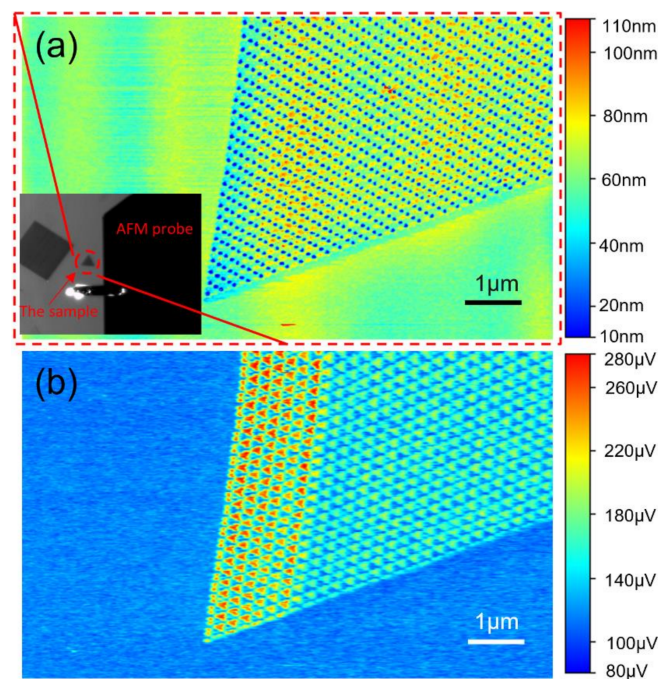 (a)
AFM probe
The sample
1μm
110nm
100nm
80nm
60nm
40nm
20nm
10nm
(b)
1μm
280μV
260μV
220μV
180μV
140μV
100μV
80μV